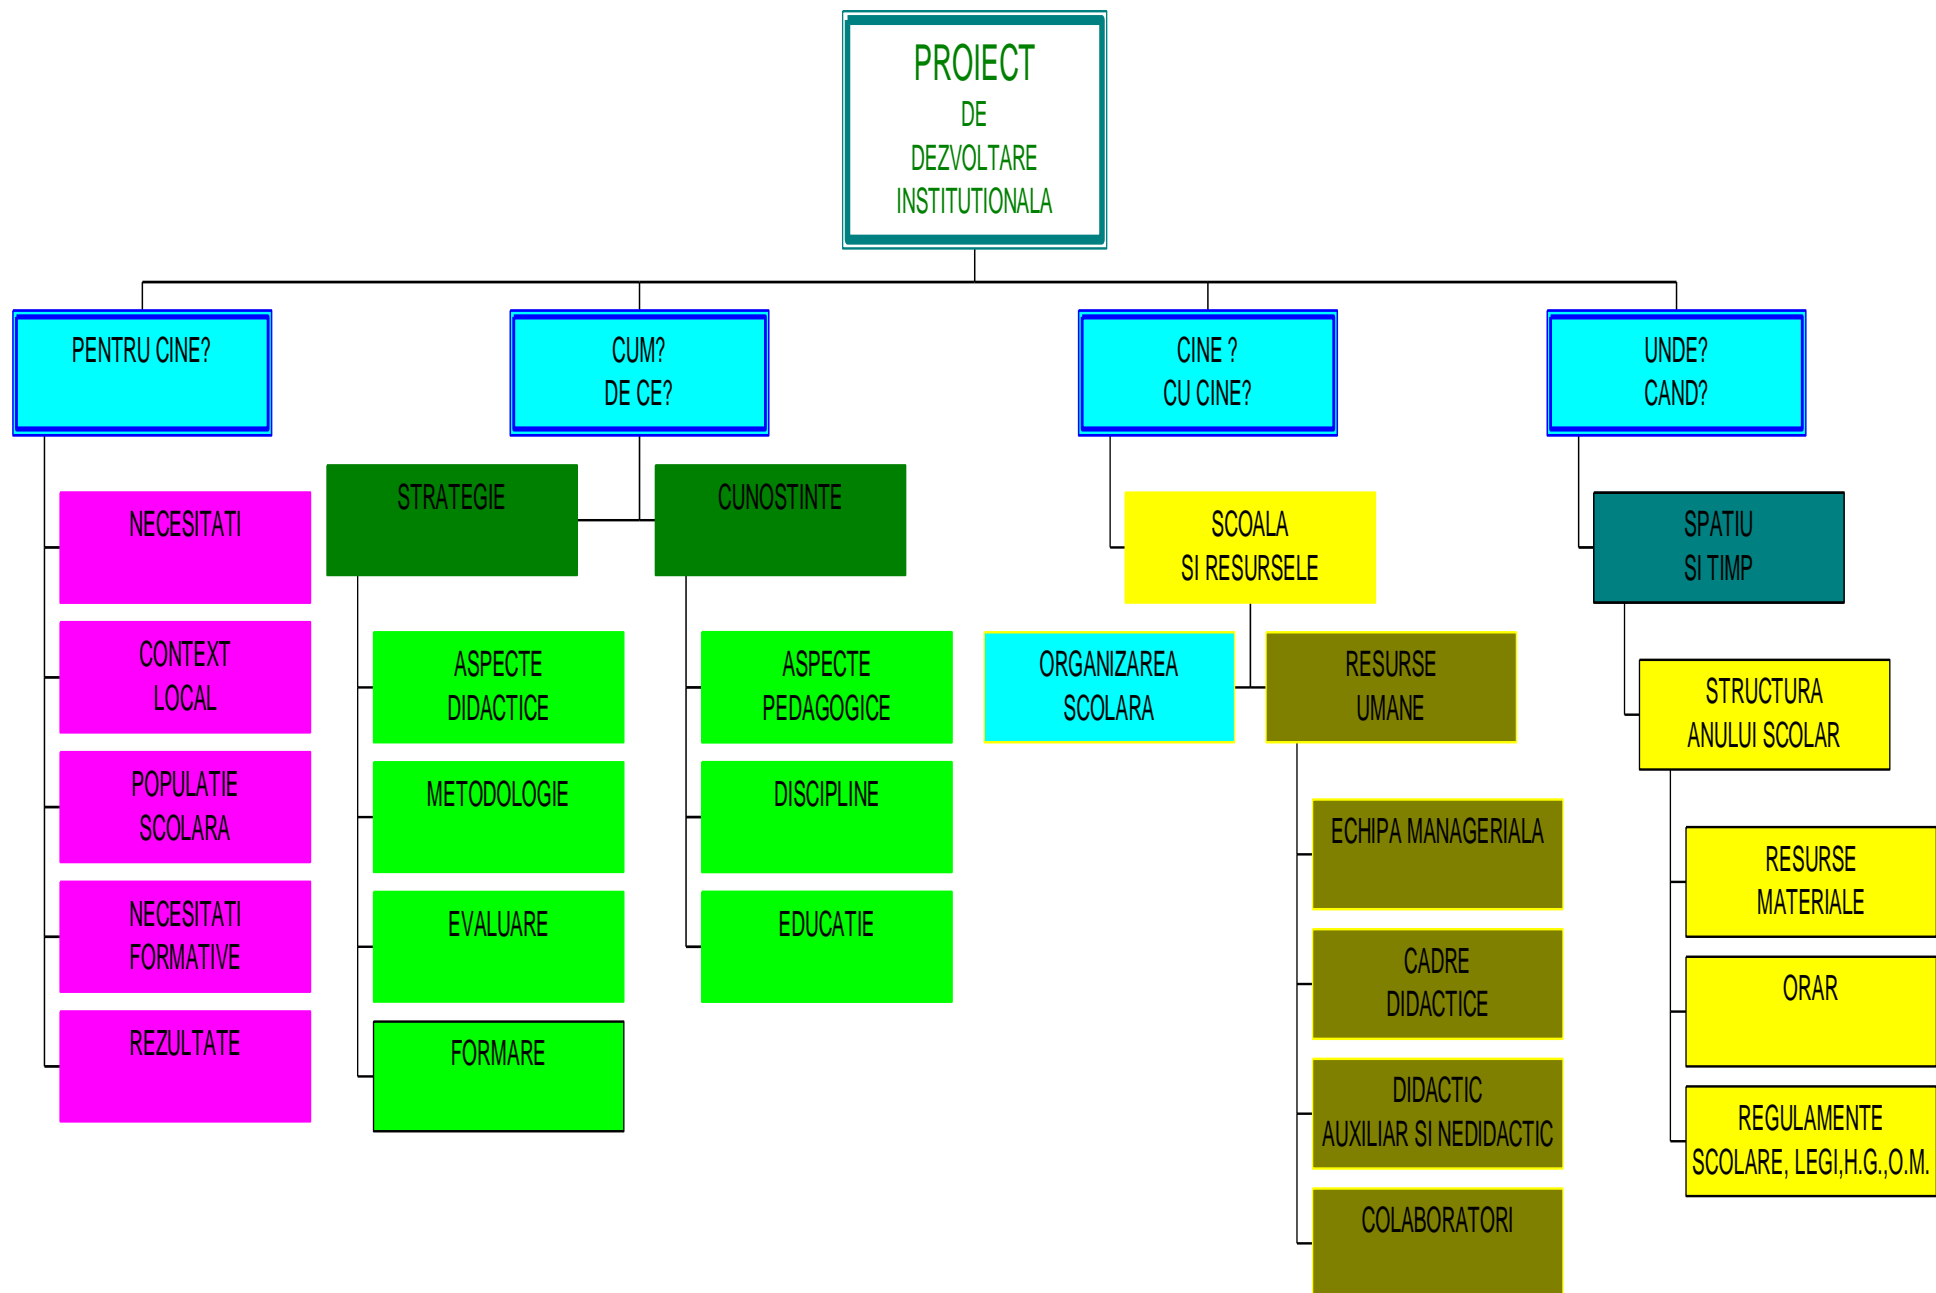 PROIECT
DE
DEZVOLTARE
INSTITUTIONALA
PENTRU CINE?
CUM?
DE CE?
CINE ?
CU CINE?
UNDE?
CAND?
NECESITATI
CONTEXT
LOCAL
POPULATIE
SCOLARA
NECESITATI
FORMATIVE
REZULTATE
STRATEGIE
ASPECTE
DIDACTICE
METODOLOGIE
EVALUARE
FORMARE
CUNOSTINTE
ASPECTE
PEDAGOGICE
DISCIPLINE
EDUCATIE
SCOALA
SI RESURSELE
ORGANIZAREA
SCOLARA
RESURSE
UMANE
ECHIPA MANAGERIALA
CADRE
DIDACTICE
DIDACTIC
AUXILIAR SI NEDIDACTIC
COLABORATORI
SPATIU
SI TIMP
STRUCTURA
ANULUI SCOLAR
RESURSE
MATERIALE
ORAR
REGULAMENTE
SCOLARE, LEGI,H.G.,O.M.